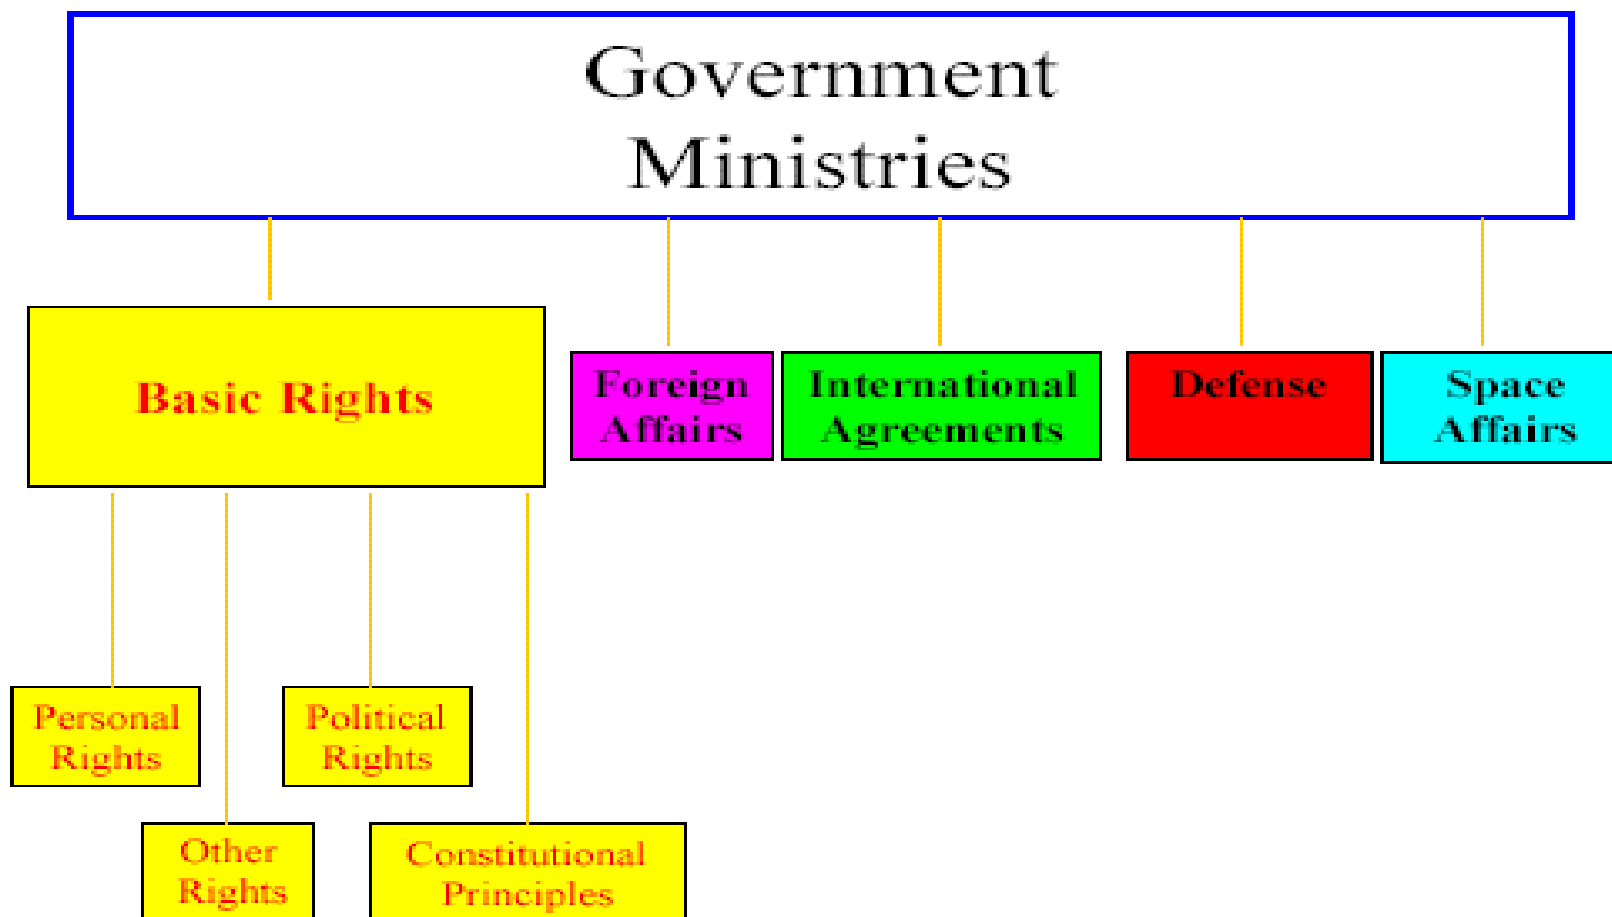 Government
Ministries
Basic Rights
Foreign
Affairs
International
Agreements
Defense
Space
Affairs
Personal
Rights
Political
Rights
Other
Rights
Constitutional
Principles